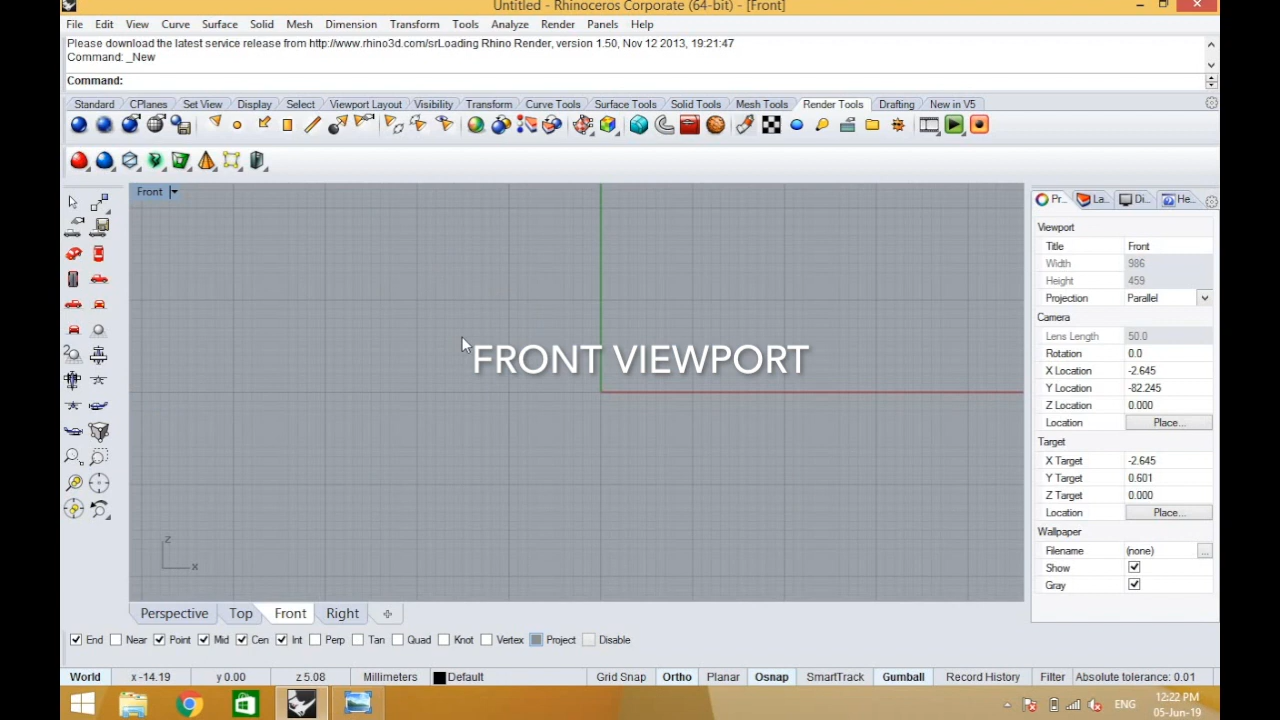 Untitled - Rhinoceros Corporate (64-bit) - [Front]
File Edit View Curve Surface Solid Mesh Dimension Transform Tools Analyze Render Panels Help
Please download the latest service release from http://www.rhino3d.com/srLoading Rhino Render, version 1.50, Nov 12 2013, 19:21:47
Command: _New
Command:
Standard CPlanes Set View Display Select Viewport Layout Visibility Transform Curve Tools Surface Tools Solid Tools Mesh Tools Render Tools Drafting New in V5
Front
Pr... La... Di... He...
Viewport
Title Front
Width 986
Height 459
Projection Parallel
Camera
Lens Length 50.0
Rotation 0.0
X Location -2.645
Y Location -82.245
Z Location 0.000
Location Place...
Target
X Target -2.645
Y Target 0.601
Z Target 0.000
Location Place...
Wallpaper
Filename (none) ...
Show
Gray
FRONT VIEWPORT
z
x
Perspective Top Front Right
End Near Point Mid Cen Int Perp Tan Quad Knot Vertex Project Disable
World x -14.19 y 0.00 z 5.08 Millimeters Default Grid Snap Ortho Planar Osnap SmartTrack Gumball Record History Filter Absolute tolerance: 0.01
ENG
12:22 PM
05-Jun-19